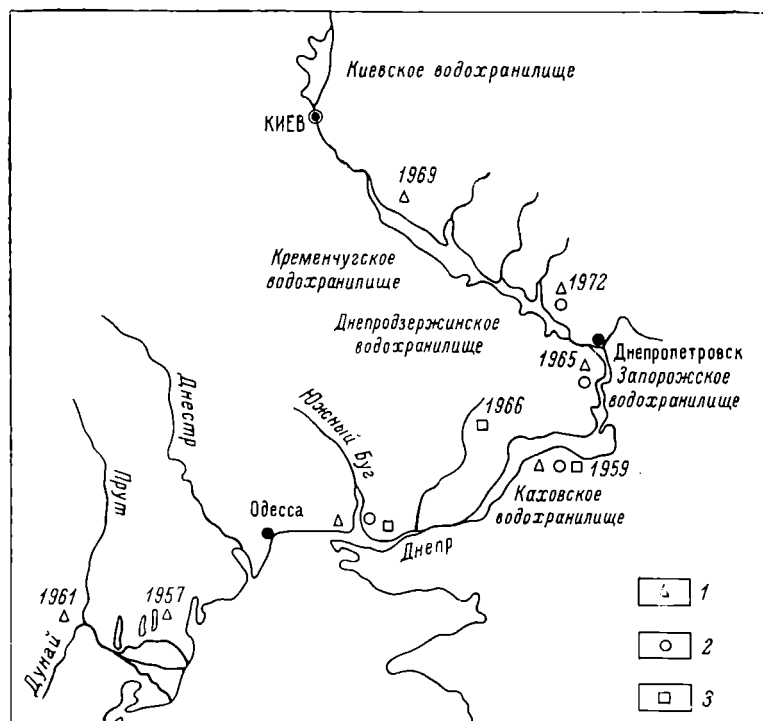 Киевское водохранилище
КИЕВ
1969
Кременчугское
водохранилище
1972
Днепродзержинское
водохранилище
Днепропетровск
1965
Запорожское
водохранилище
Днестр
Южный Буг
1966
Прут
1959
Каховское
водохранилище
Одесса
Днепр
1961
1957
Дунай
1
2
3